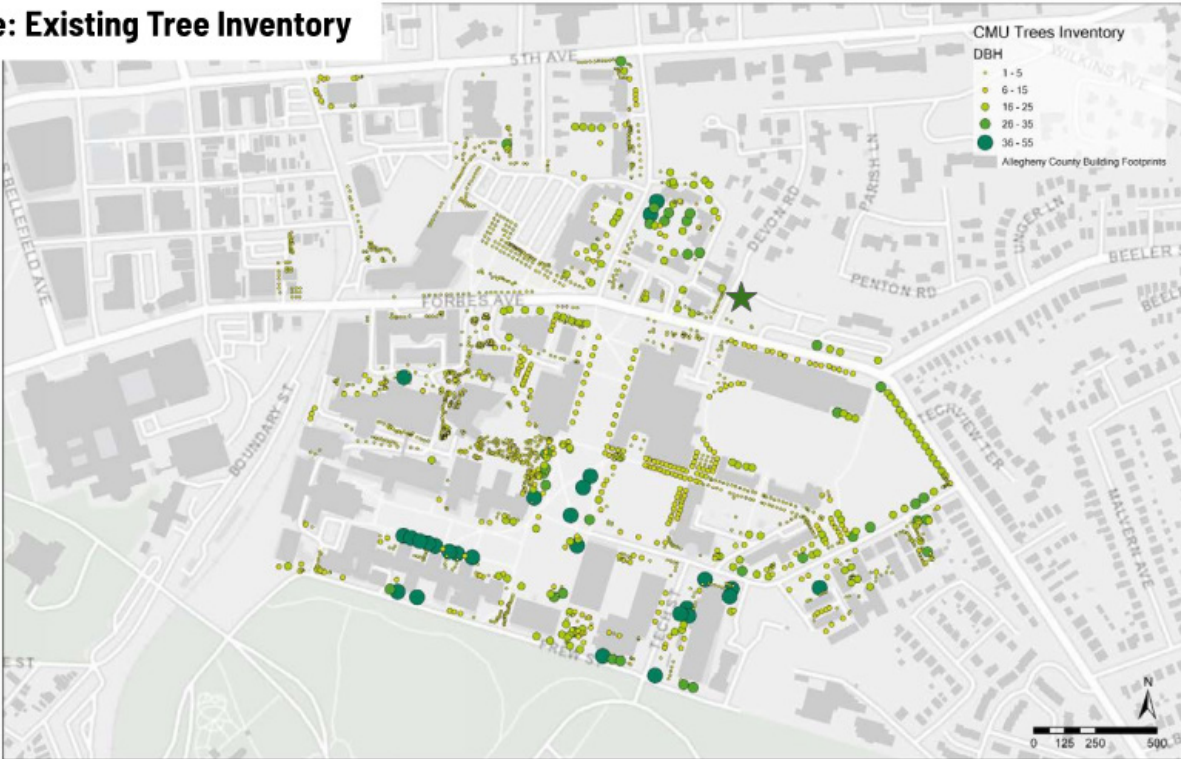 e: Existing Tree Inventory
CMU Trees Inventory
DBH
1 - 5
6 - 15
16 - 25
26 - 35
36 - 55
Allegheny County Building Footprints
5TH AVE
WILKINS AVE
S BELLEFIELD AVE
PARISH LN
DEVON RD
UNGER LN
BEELER S
PENTON RD
BEEL
FORBES AVE
BOUNDARY ST
TECHVIEW TER
MALVERN AVE
TECH
FREW ST
E ST
N
0 125 250 500